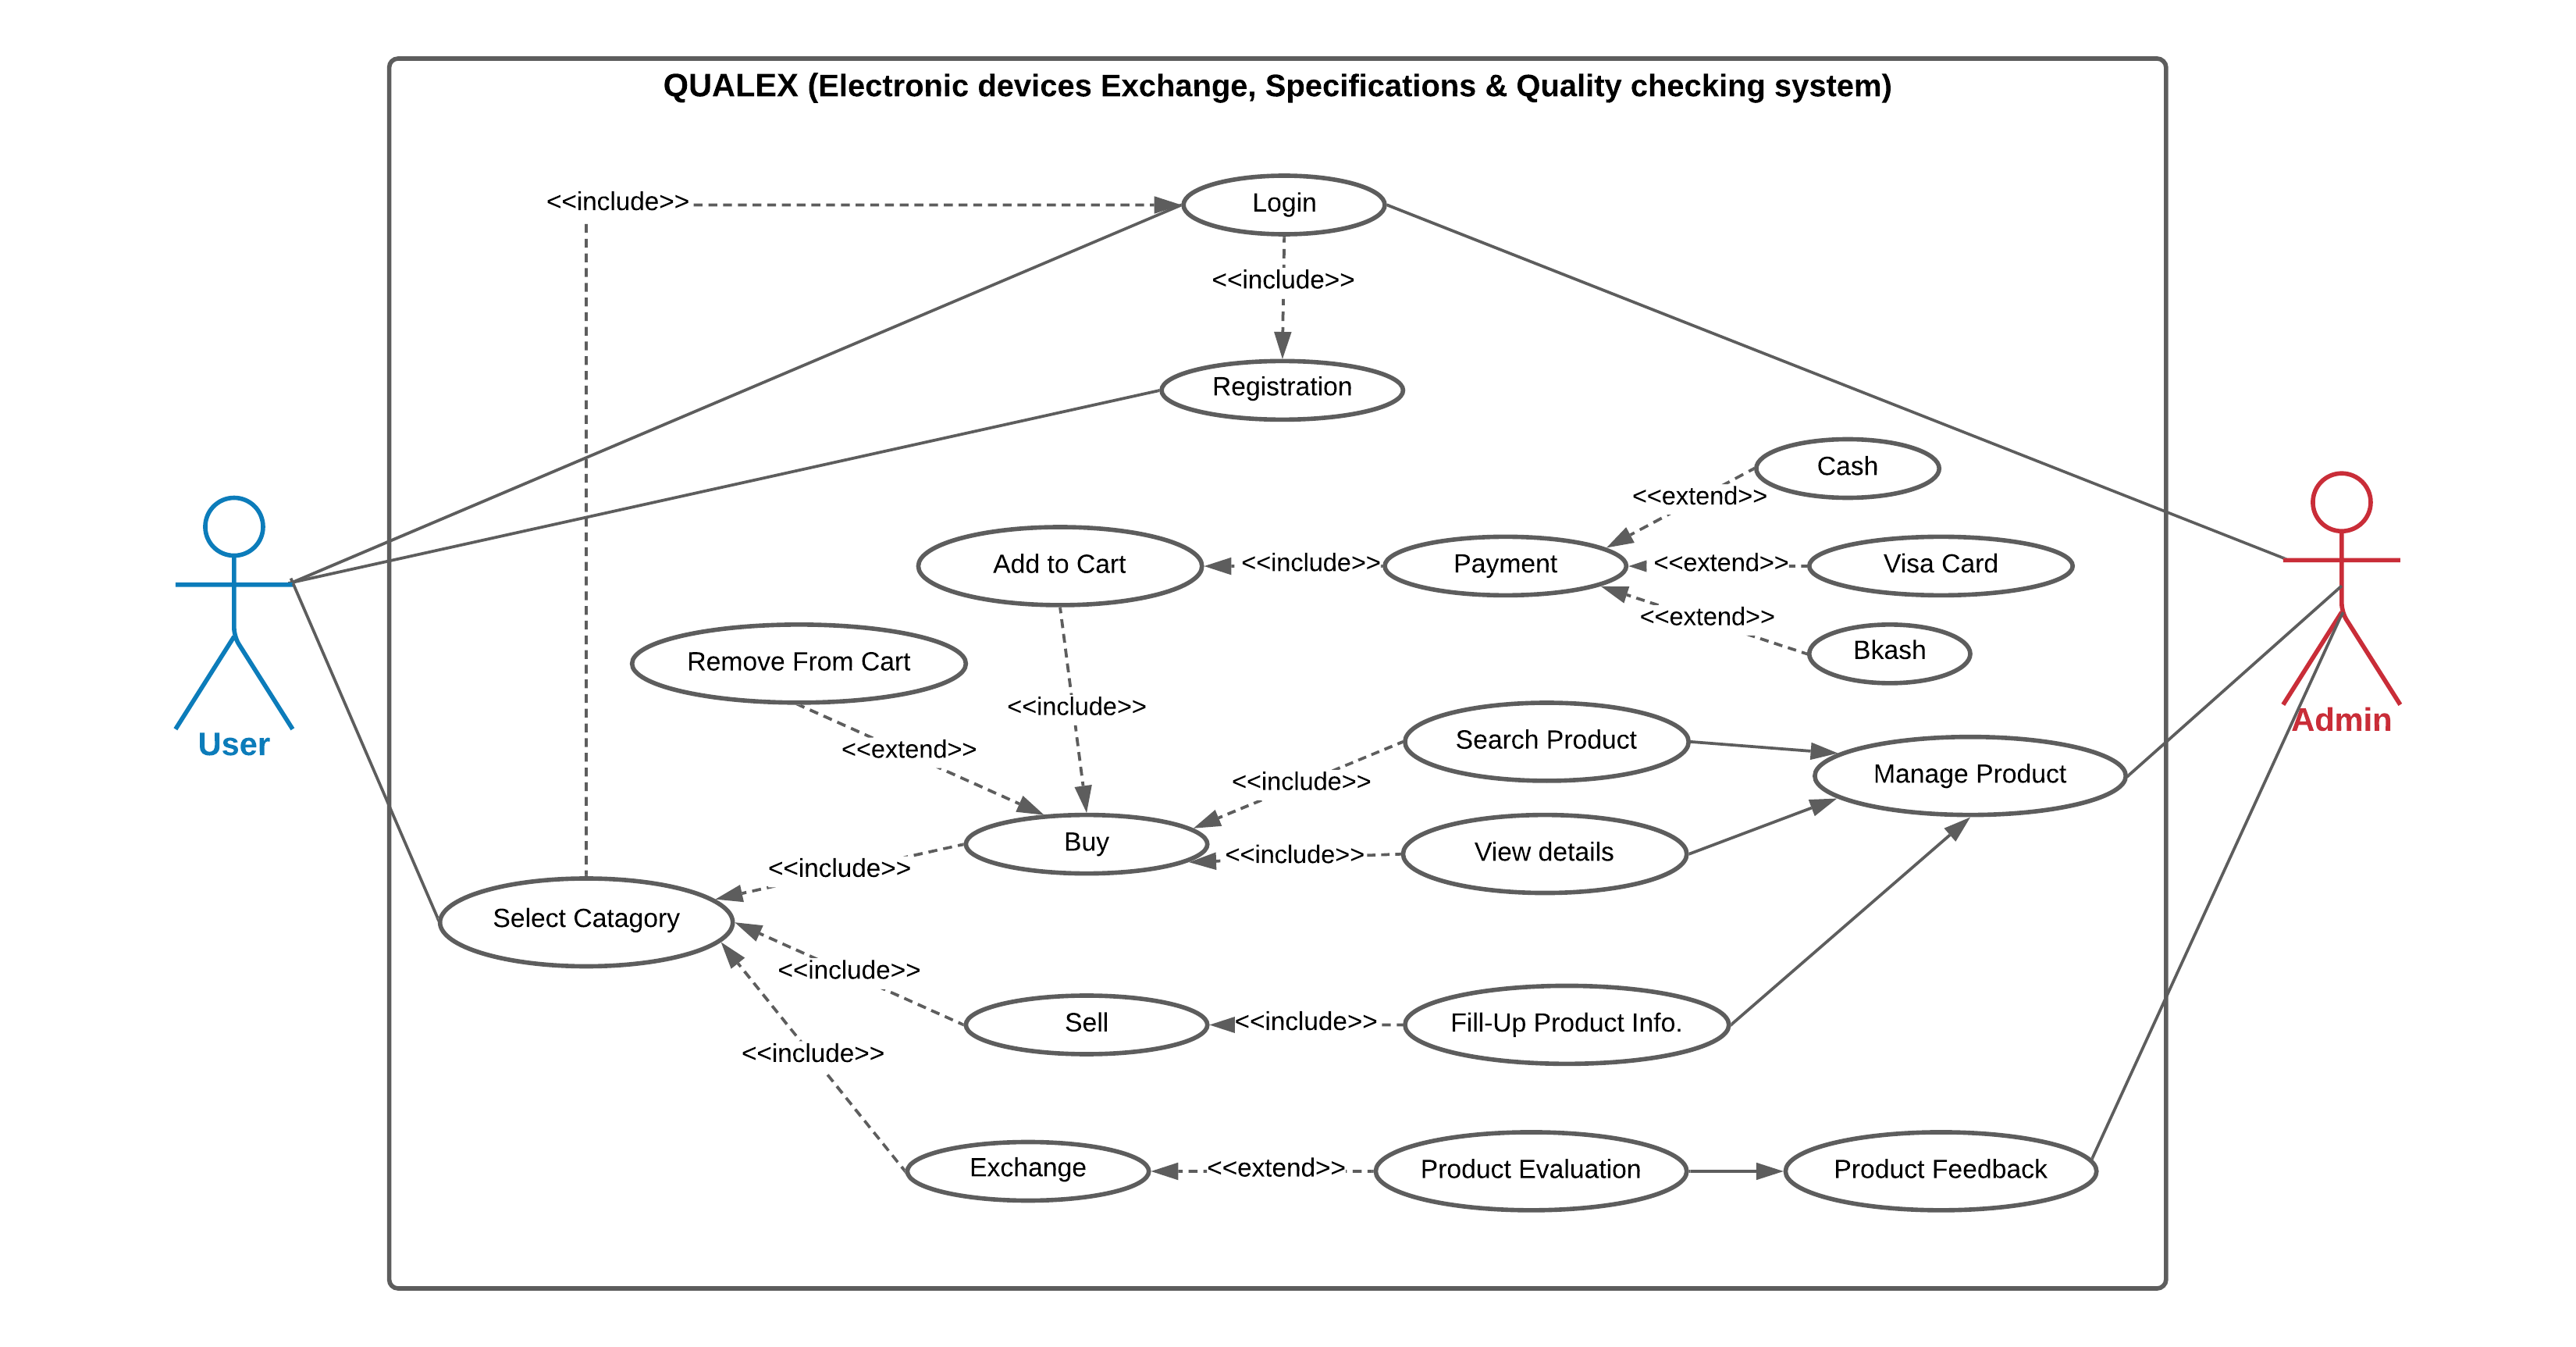 QUALEX (Electronic devices Exchange, Specifications & Quality checking system)
<<include>>
Login
<<include>>
Registration
Cash
<<extend>>
Add to Cart
<<include>>
Payment
<<extend>>
Visa Card
<<extend>>
Bkash
Remove From Cart
<<include>>
<<extend>>
Search Product
<<include>>
Manage Product
User
Admin
Buy
<<include>>
View details
<<include>>
Select Catagory
<<include>>
Sell
<<include>>
Fill-Up Product Info.
<<include>>
Exchange
<<extend>>
Product Evaluation
Product Feedback